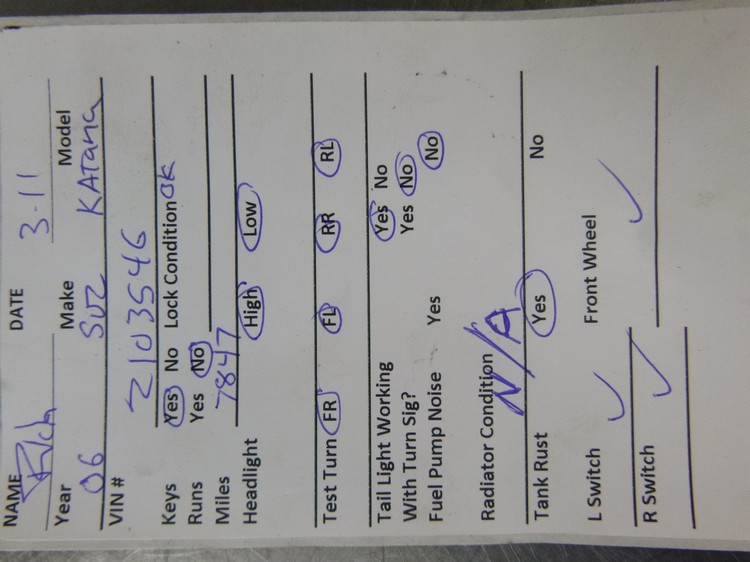 NAME DATE 3-11
Year 06 Make SUZ Model KATana
VIN # 2103546
Keys Yes No Lock Condition OK
Runs Yes No
Miles 7847
Headlight High Low
Test Turn FR FL RR RL
Tail Light Working Yes No
With Turn Sig? Yes No
Fuel Pump Noise Yes No
Radiator Condition N/A
Tank Rust Yes No
L Switch ✓ Front Wheel ✓
R Switch ✓